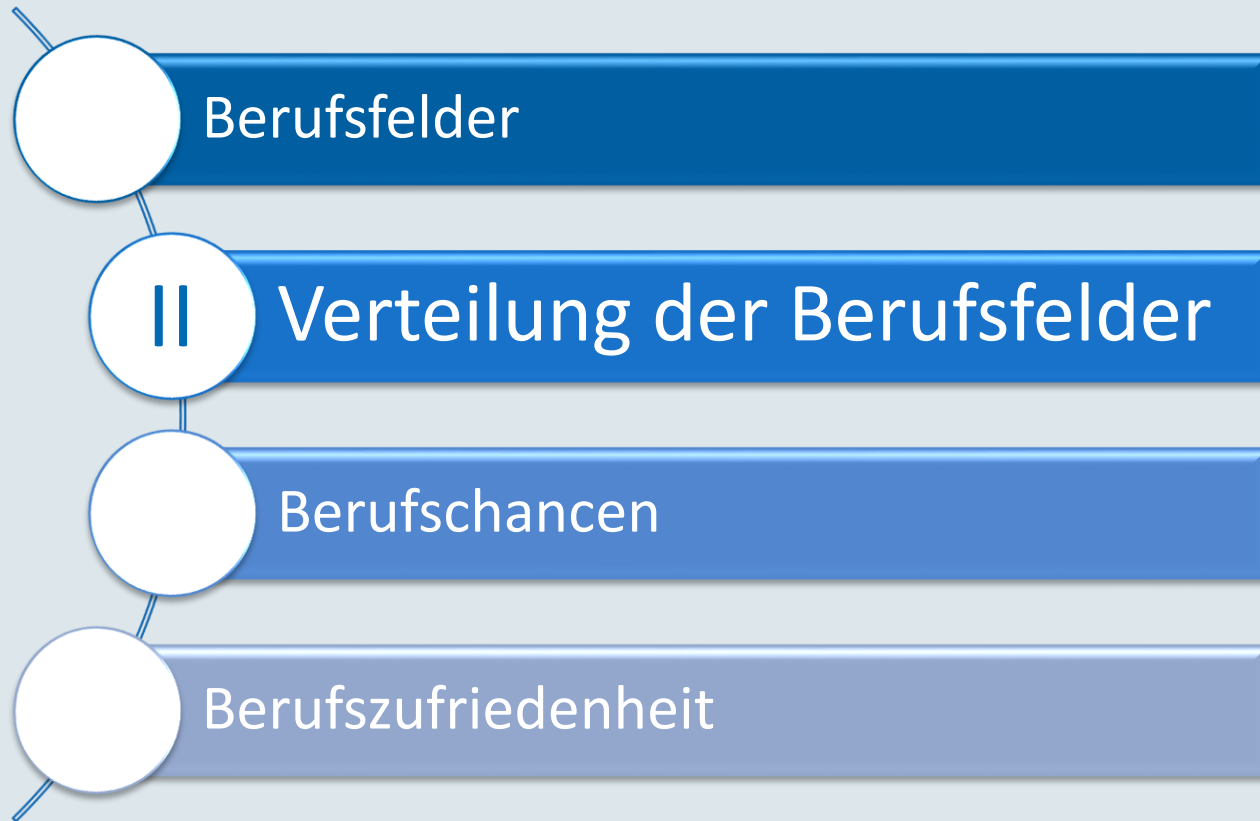 Berufsfelder
II Verteilung der Berufsfelder
Berufschancen
Berufszufriedenheit